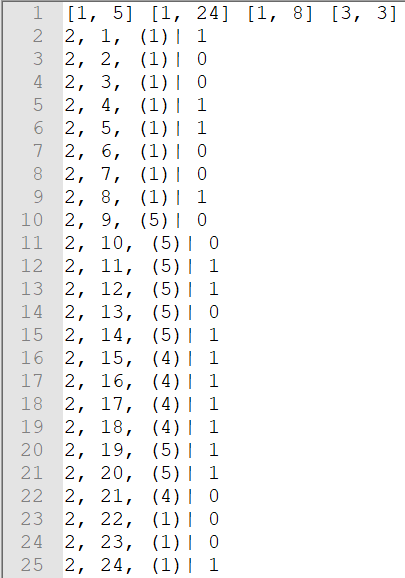 1 [1, 5] [1, 24] [1, 8] [3, 3]
2 2, 1, (1)| 1
3 2, 2, (1)| 0
4 2, 3, (1)| 0
5 2, 4, (1)| 1
6 2, 5, (1)| 1
7 2, 6, (1)| 0
8 2, 7, (1)| 0
9 2, 8, (1)| 1
10 2, 9, (5)| 0
11 2, 10, (5)| 0
12 2, 11, (5)| 1
13 2, 12, (5)| 1
14 2, 13, (5)| 0
15 2, 14, (5)| 1
16 2, 15, (4)| 1
17 2, 16, (4)| 1
18 2, 17, (4)| 1
19 2, 18, (4)| 1
20 2, 19, (5)| 1
21 2, 20, (5)| 1
22 2, 21, (4)| 0
23 2, 22, (1)| 0
24 2, 23, (1)| 0
25 2, 24, (1)| 1